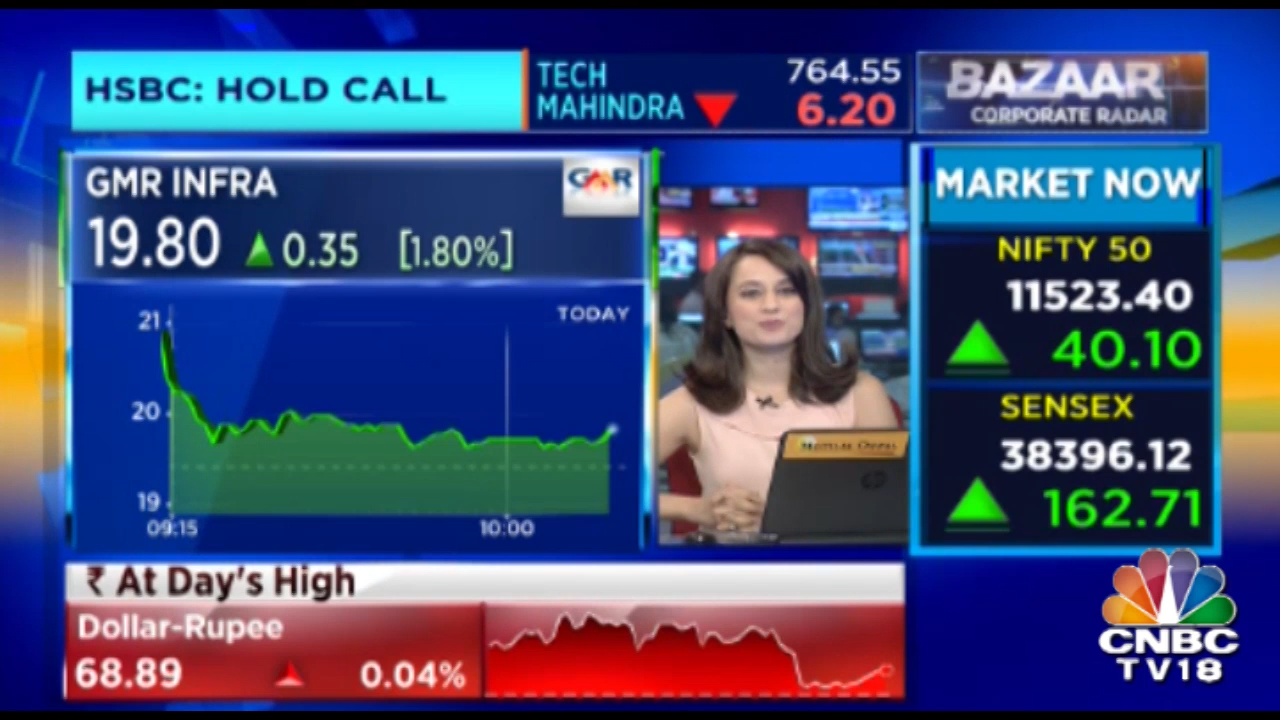 HSBC: HOLD CALL
TECH
MAHINDRA
764.55
6.20
BAZAAR
CORPORATE RADAR
GMR INFRA
GMR
19.80 0.35 [1.80%]
TODAY
21
20
19
09:15
10:00
MARKET NOW
NIFTY 50
11523.40
40.10
SENSEX
38396.12
162.71
₹ At Day's High
Dollar-Rupee
68.89 0.04%
CNBC
TV18